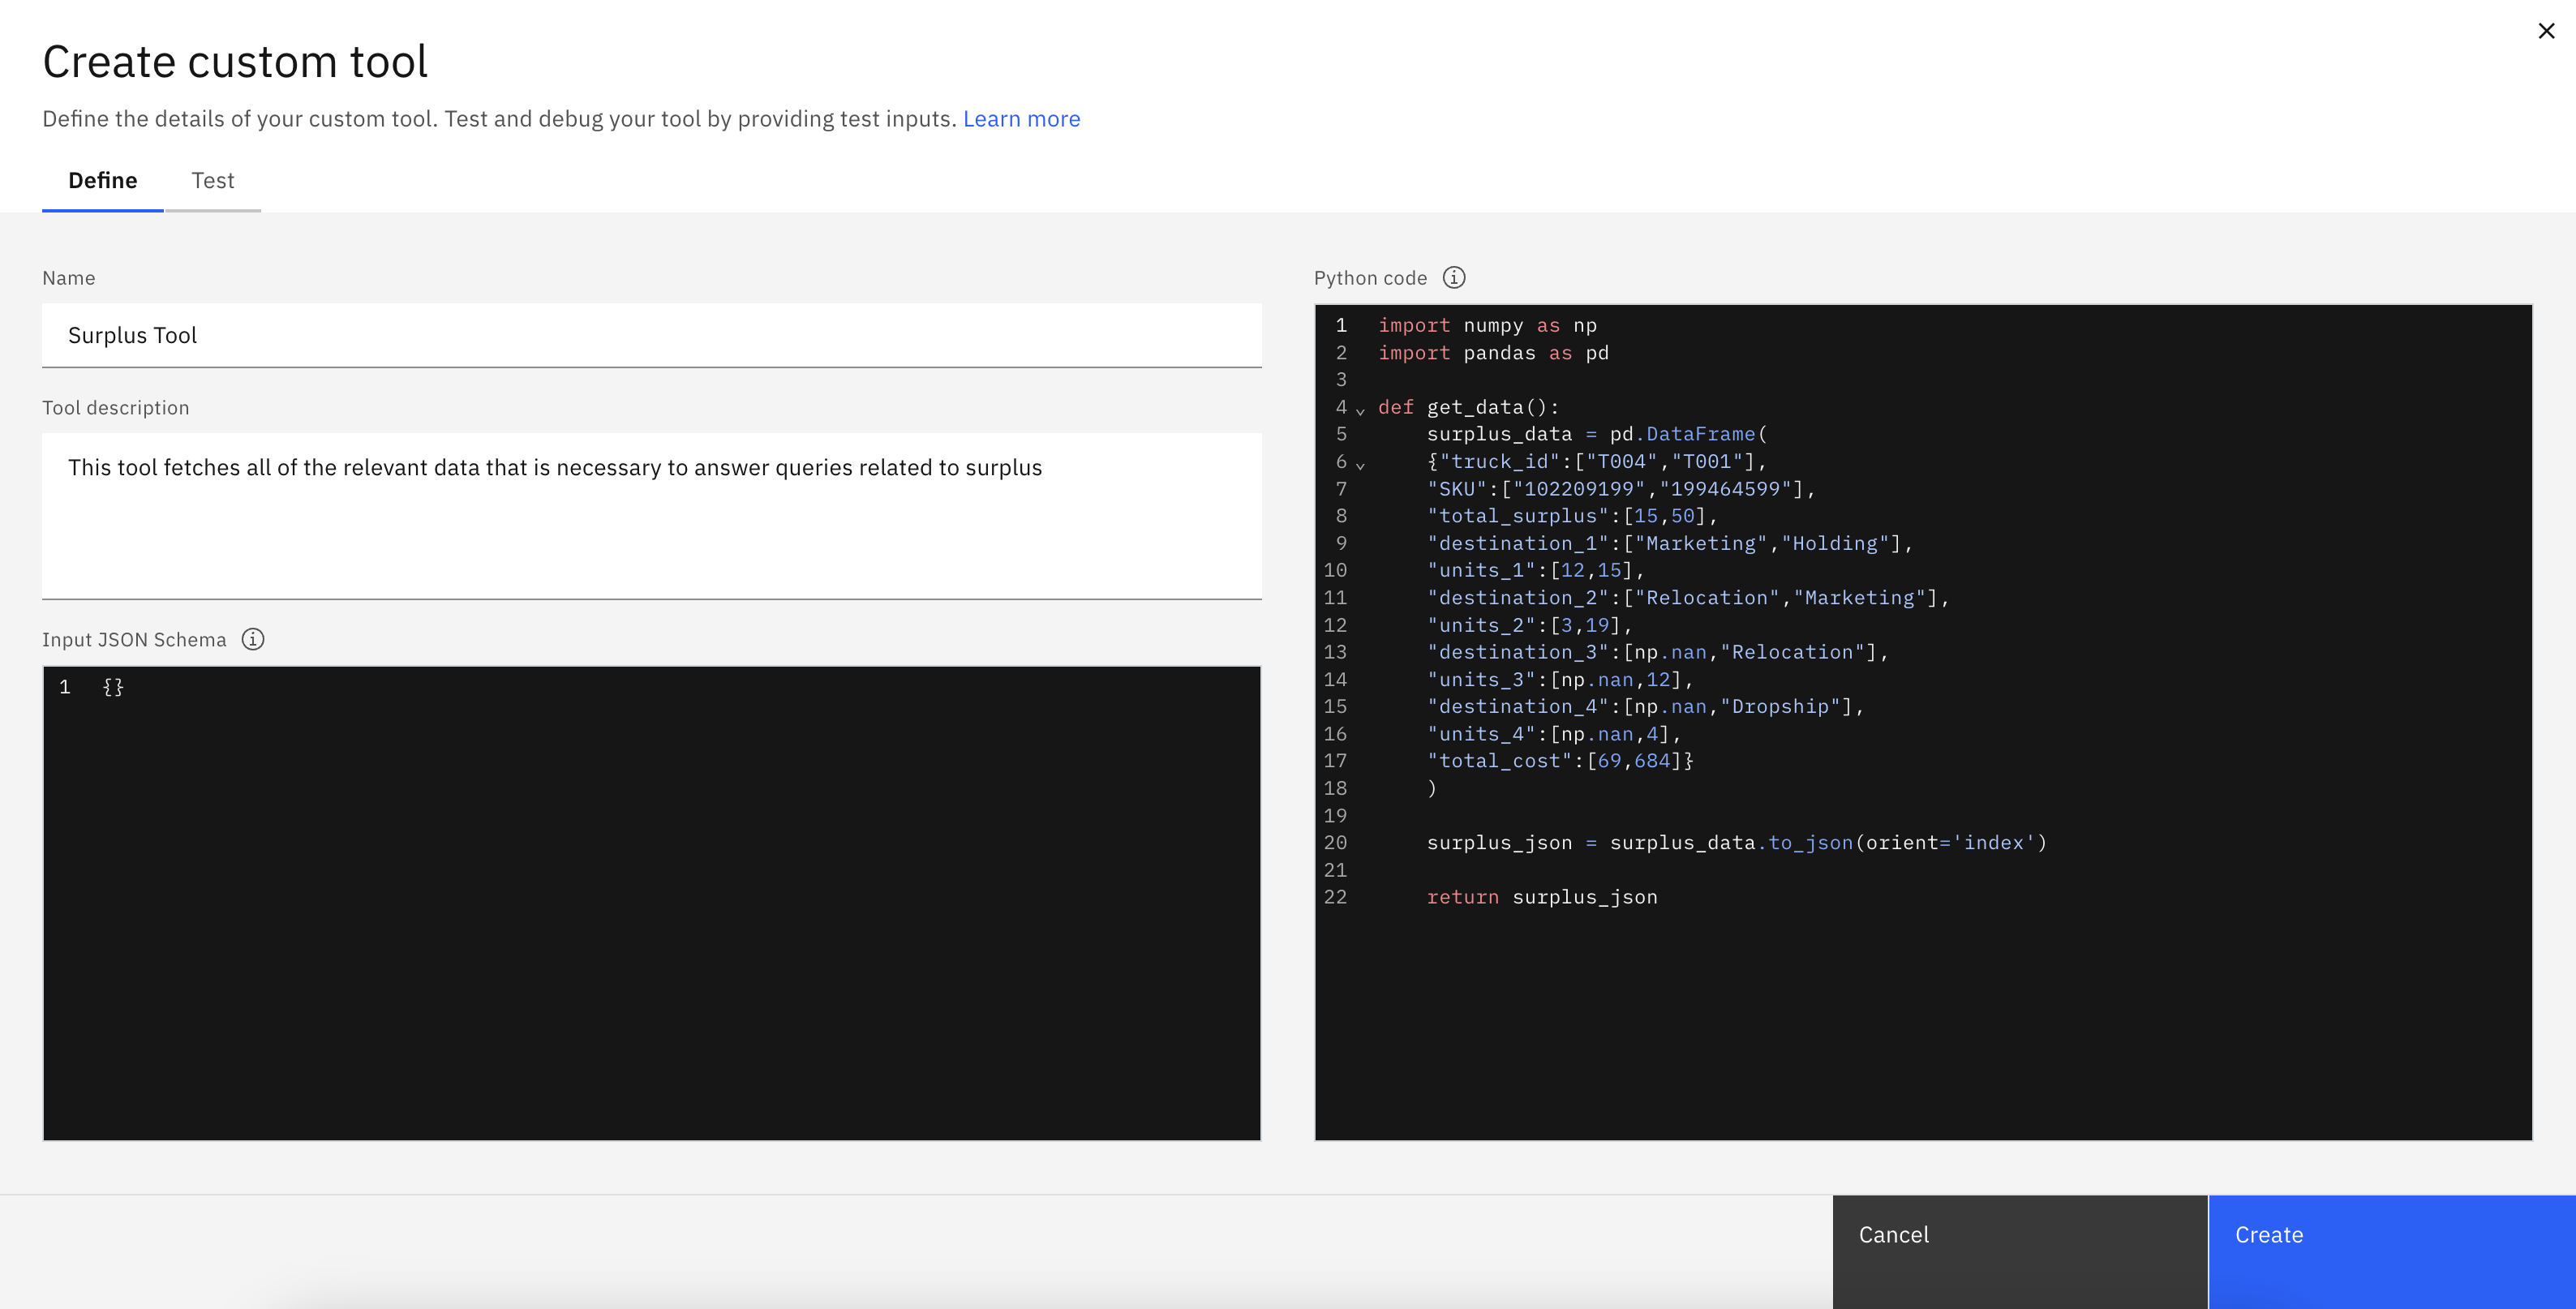 Create custom tool
Define the details of your custom tool. Test and debug your tool by providing test inputs. Learn more
Define
Test
Name
Surplus Tool
Tool description
This tool fetches all of the relevant data that is necessary to answer queries related to surplus
Input JSON Schema
1 {}
Python code
1 import numpy as np
2 import pandas as pd
3
4 def get_data():
5     surplus_data = pd.DataFrame(
6     {"truck_id":["T004","T001"],
7     "SKU":["102209199","199464599"],
8     "total_surplus":[15,50],
9     "destination_1":["Marketing","Holding"],
10     "units_1":[12,15],
11     "destination_2":["Relocation","Marketing"],
12     "units_2":[3,19],
13     "destination_3":[np.nan,"Relocation"],
14     "units_3":[np.nan,12],
15     "destination_4":[np.nan,"Dropship"],
16     "units_4":[np.nan,4],
17     "total_cost":[69,684]}
18     )
19
20     surplus_json = surplus_data.to_json(orient='index')
21
22     return surplus_json
Cancel
Create